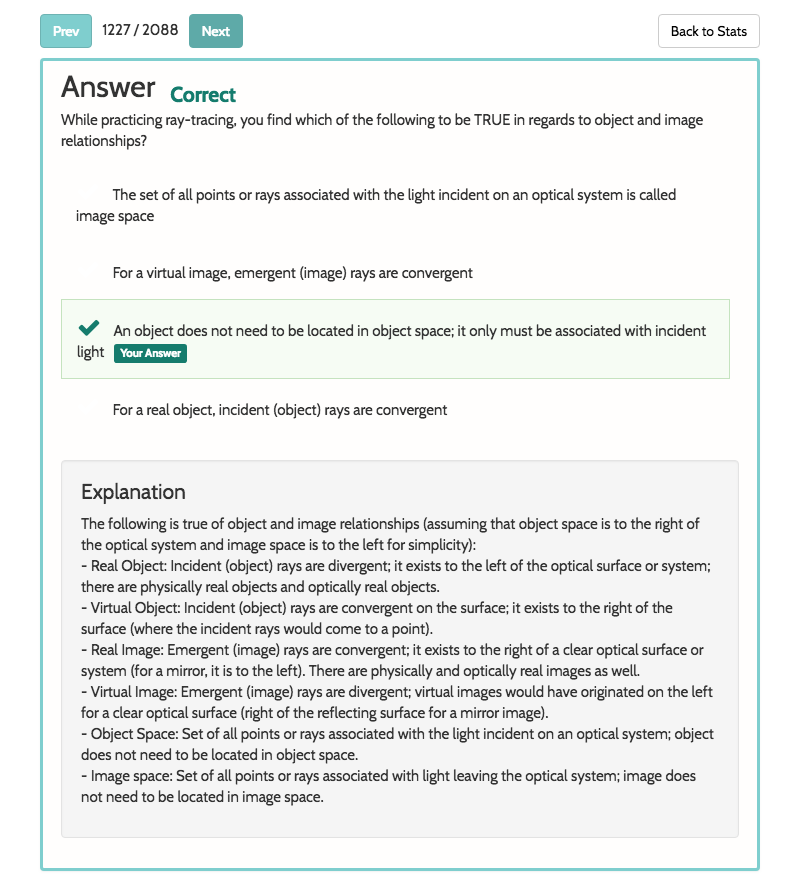 Prev 1227 / 2088 Next Back to Stats
Answer Correct
While practicing ray-tracing, you find which of the following to be TRUE in regards to object and image
relationships?
The set of all points or rays associated with the light incident on an optical system is called
image space
For a virtual image, emergent (image) rays are convergent
An object does not need to be located in object space; it only must be associated with incident
light Your Answer
For a real object, incident (object) rays are convergent
Explanation
The following is true of object and image relationships (assuming that object space is to the right of
the optical system and image space is to the left for simplicity):
- Real Object: Incident (object) rays are divergent; it exists to the left of the optical surface or system;
there are physically real objects and optically real objects.
- Virtual Object: Incident (object) rays are convergent on the surface; it exists to the right of the
surface (where the incident rays would come to a point).
- Real Image: Emergent (image) rays are convergent; it exists to the right of a clear optical surface or
system (for a mirror, it is to the left). There are physically and optically real images as well.
- Virtual Image: Emergent (image) rays are divergent; virtual images would have originated on the left
for a clear optical surface (right of the reflecting surface for a mirror image).
- Object Space: Set of all points or rays associated with the light incident on an optical system; object
does not need to be located in object space.
- Image space: Set of all points or rays associated with light leaving the optical system; image does
not need to be located in image space.